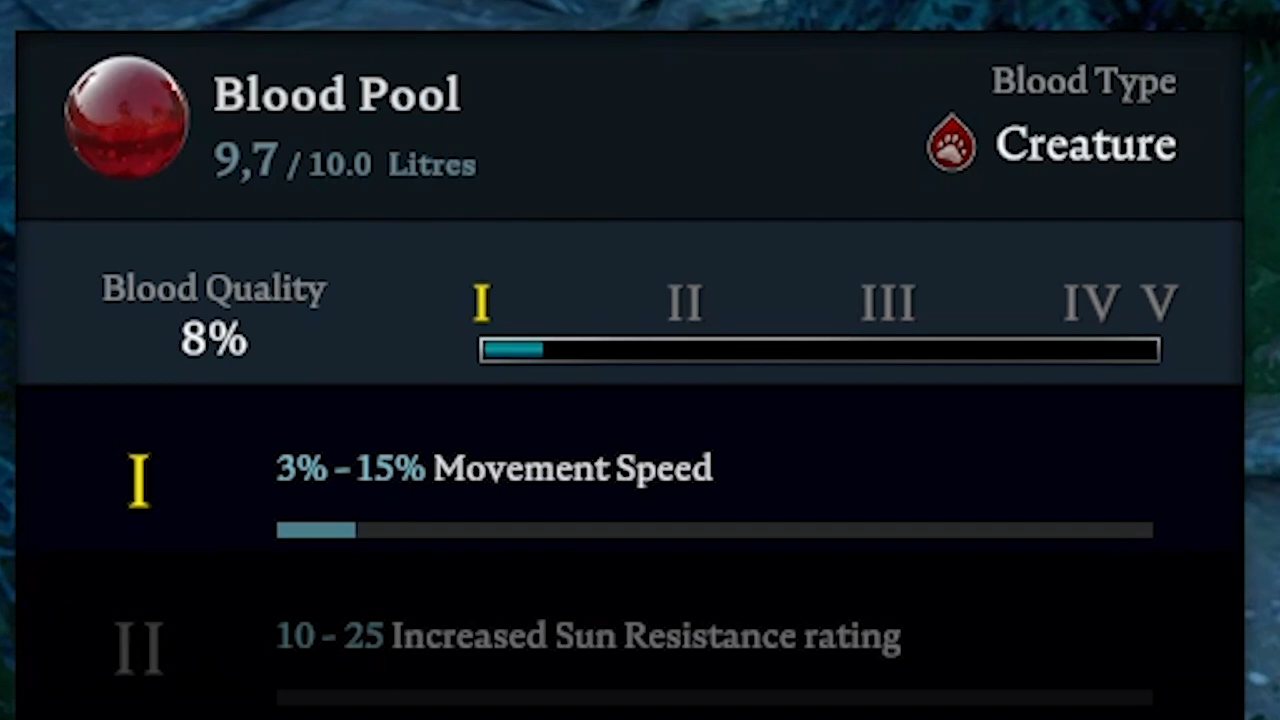 Blood Pool
9,7 / 10.0 Litres
Blood Type
Creature
Blood Quality
8%
I II III IV V
I 3% - 15% Movement Speed
II 10 - 25 Increased Sun Resistance rating